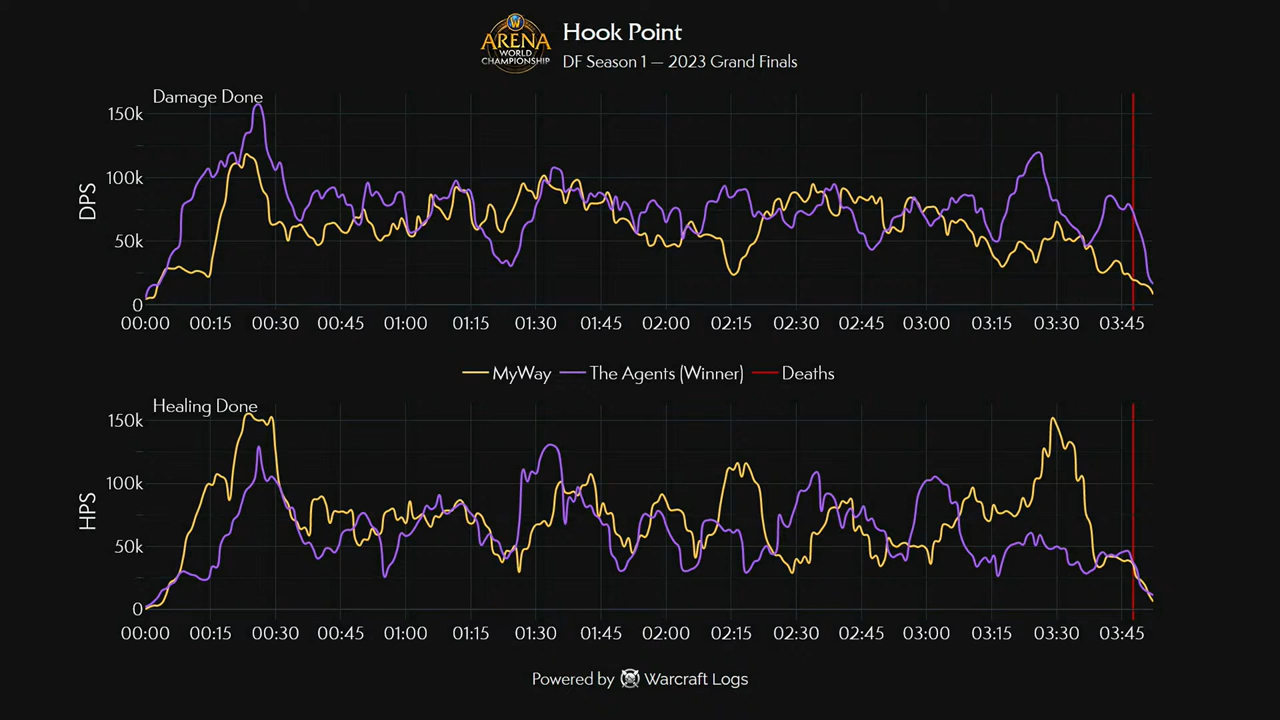 W
ARENA
WORLD
CHAMPIONSHIP
Hook Point
DF Season 1 — 2023 Grand Finals
Damage Done
150k
100k
50k
0
DPS
00:00 00:15 00:30 00:45 01:00 01:15 01:30 01:45 02:00 02:15 02:30 02:45 03:00 03:15 03:30 03:45
MyWay The Agents (Winner) Deaths
Healing Done
150k
100k
50k
0
HPS
00:00 00:15 00:30 00:45 01:00 01:15 01:30 01:45 02:00 02:15 02:30 02:45 03:00 03:15 03:30 03:45
Powered by Warcraft Logs